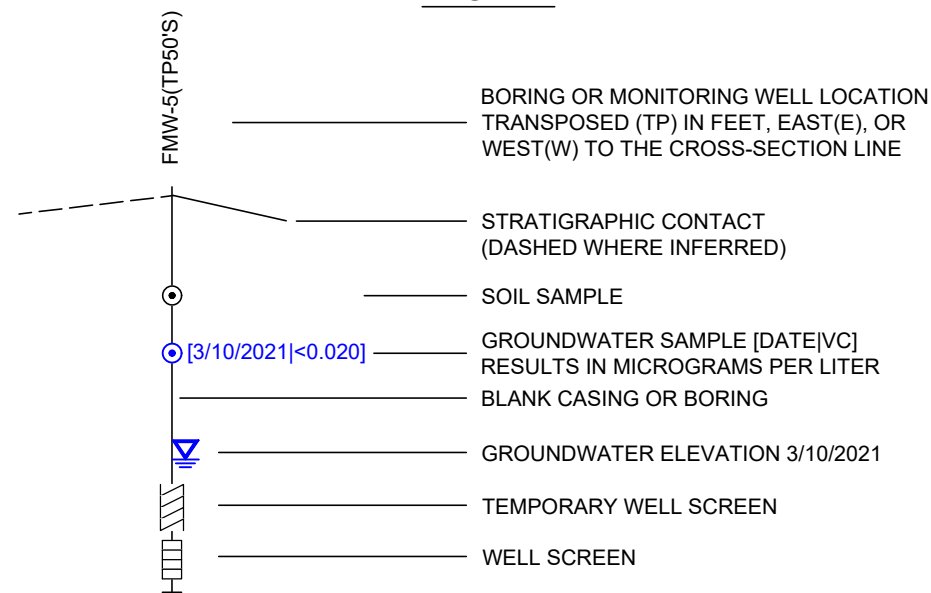 FMW-5(TP50'S)
BORING OR MONITORING WELL LOCATION
TRANSPOSED (TP) IN FEET, EAST(E), OR
WEST(W) TO THE CROSS-SECTION LINE
STRATIGRAPHIC CONTACT
(DASHED WHERE INFERRED)
SOIL SAMPLE
[3/10/2021|<0.020]
GROUNDWATER SAMPLE [DATE|VC]
RESULTS IN MICROGRAMS PER LITER
BLANK CASING OR BORING
GROUNDWATER ELEVATION 3/10/2021
TEMPORARY WELL SCREEN
WELL SCREEN